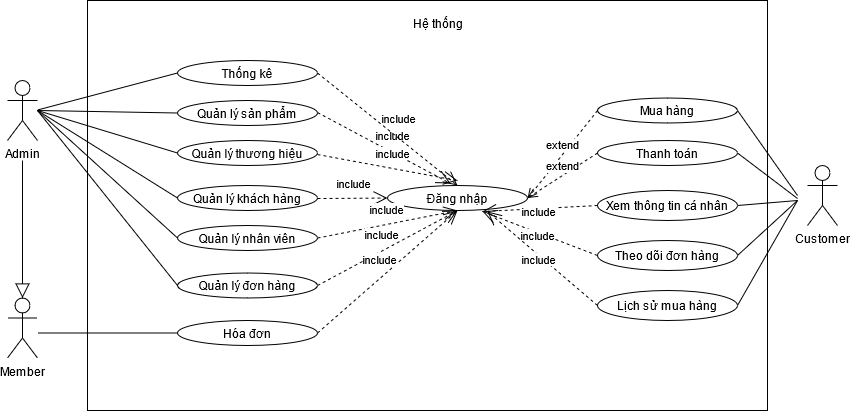 Hệ thống
Thống kê
Quản lý sản phẩm
Quản lý thương hiệu
Quản lý khách hàng
Quản lý nhân viên
Quản lý đơn hàng
Hóa đơn
Admin
Member
include
include
include
include
include
include
include
Đăng nhập
extend
extend
include
include
include
Mua hàng
Thanh toán
Xem thông tin cá nhân
Theo dõi đơn hàng
Lịch sử mua hàng
Customer